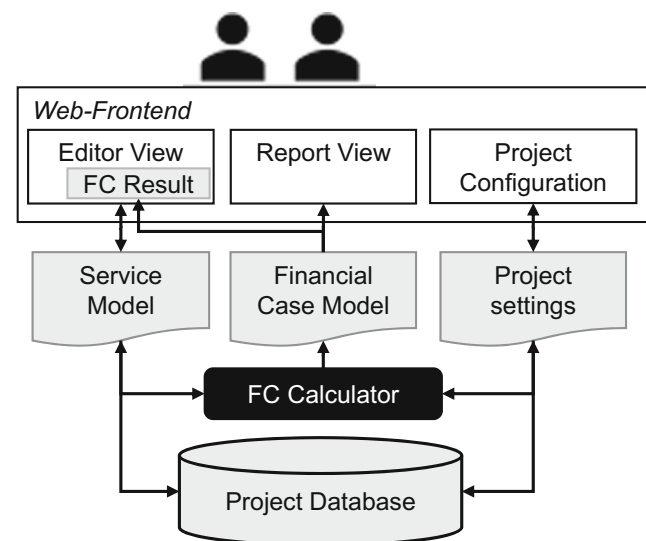 Web-Frontend
Editor View
FC Result
Report View
Project
Configuration
Service
Model
Financial
Case Model
Project
settings
FC Calculator
Project Database